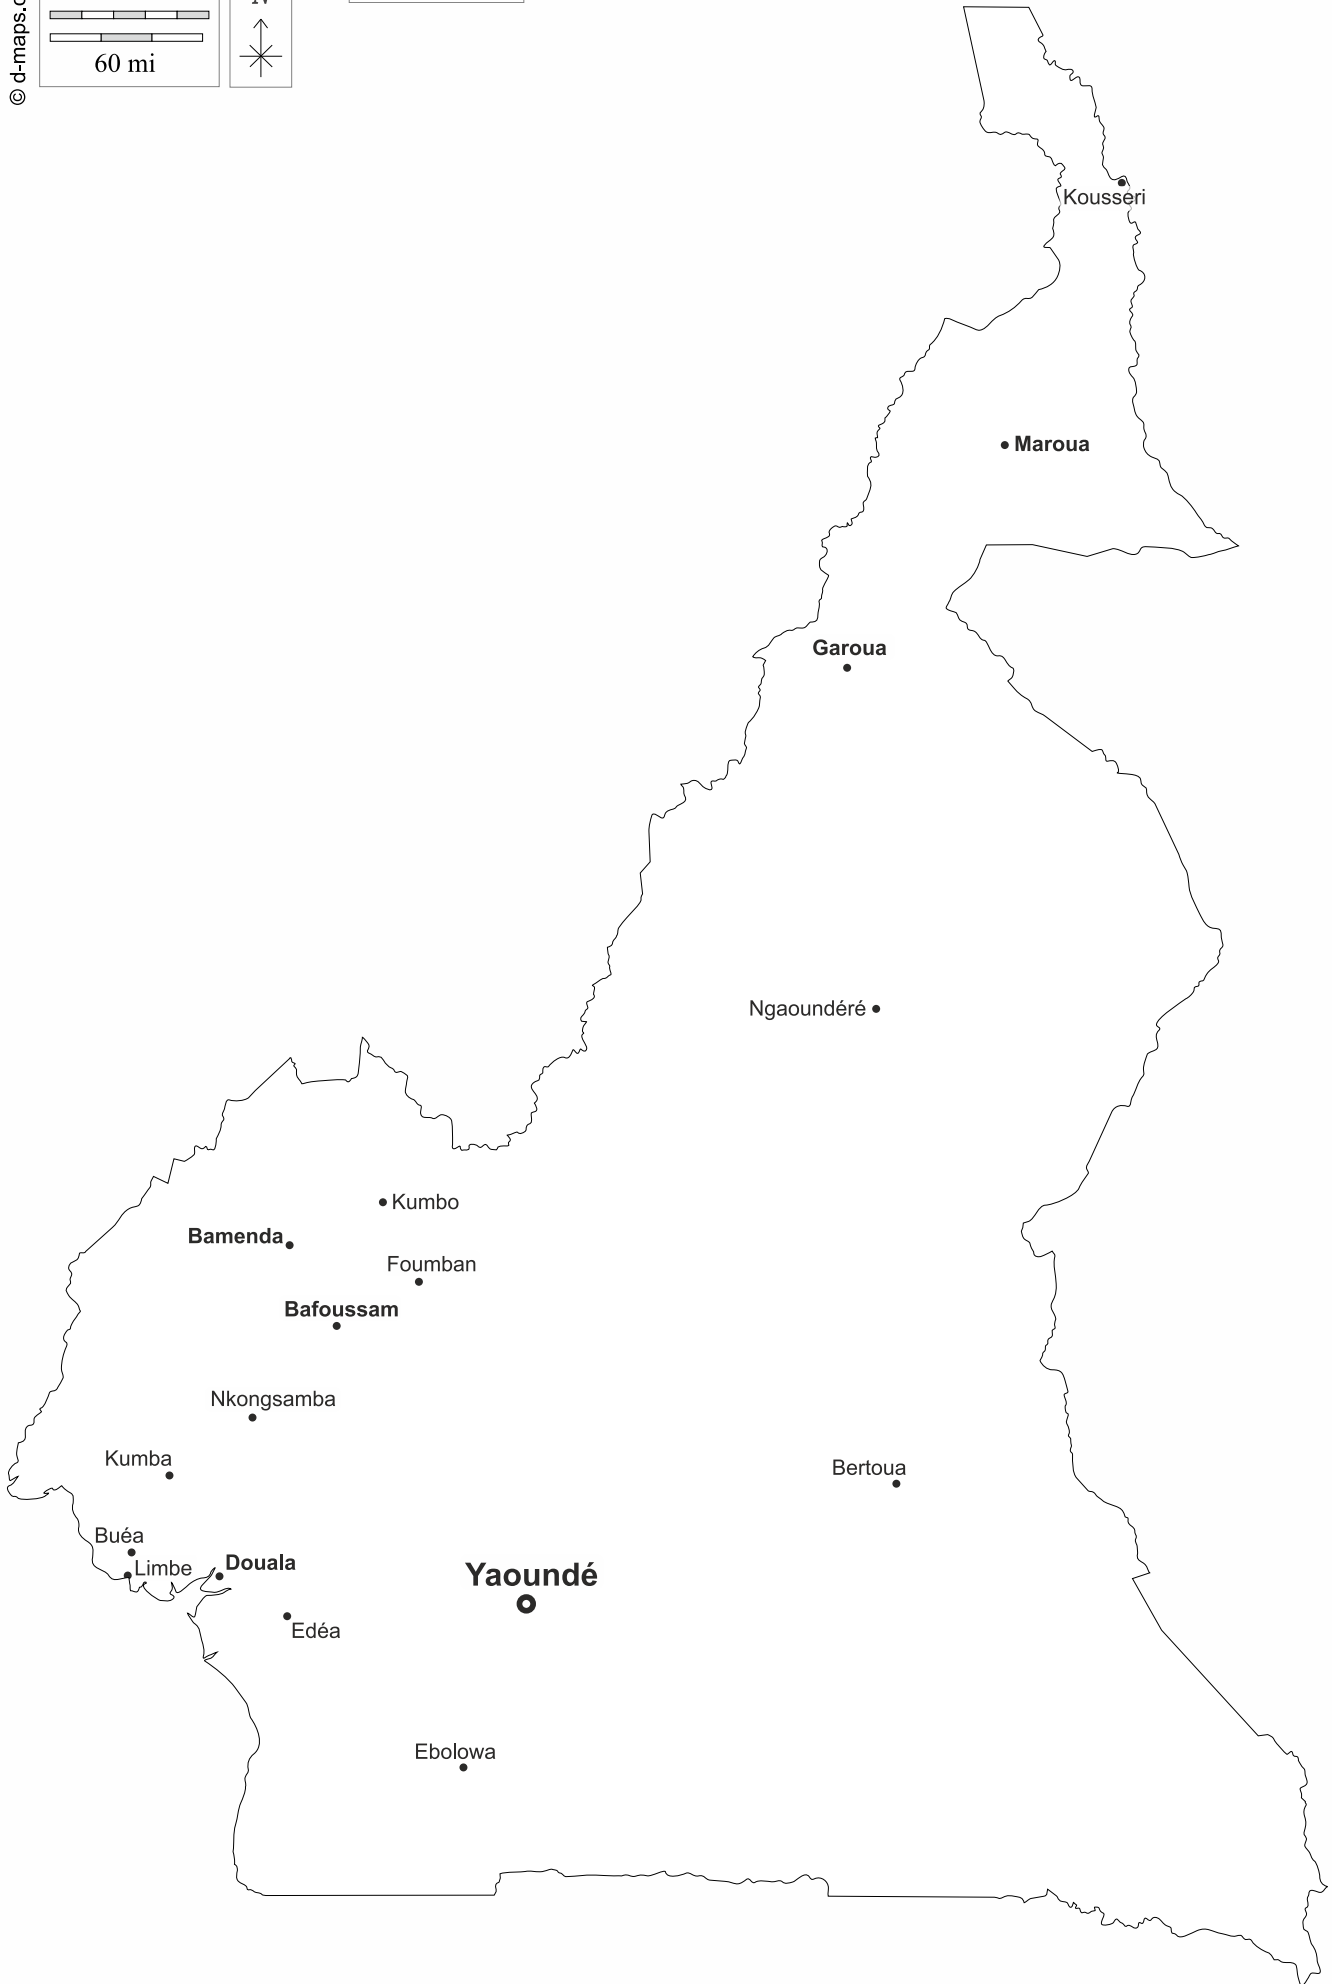 © d-maps.c
60 mi
N
Kousseri
Maroua
Garoua
Ngaoundéré
Kumbo
Bamenda
Foumban
Bafoussam
Nkongsamba
Kumba
Bertoua
Buéa
Limbe
Douala
Yaoundé
Edéa
Ebolowa